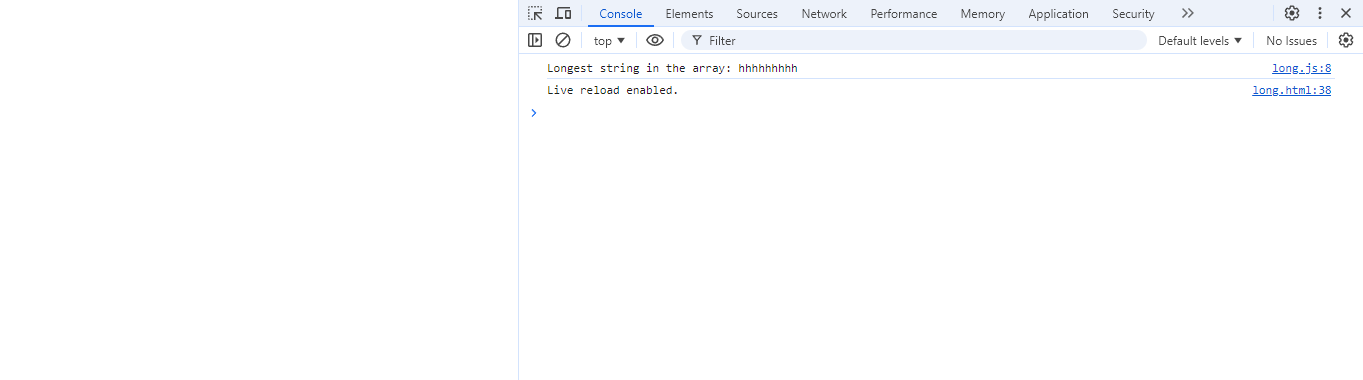 Console Elements Sources Network Performance Memory Application Security
top Filter Default levels No Issues
Longest string in the array: hhhhhhhhh long.js:8
Live reload enabled. long.html:38